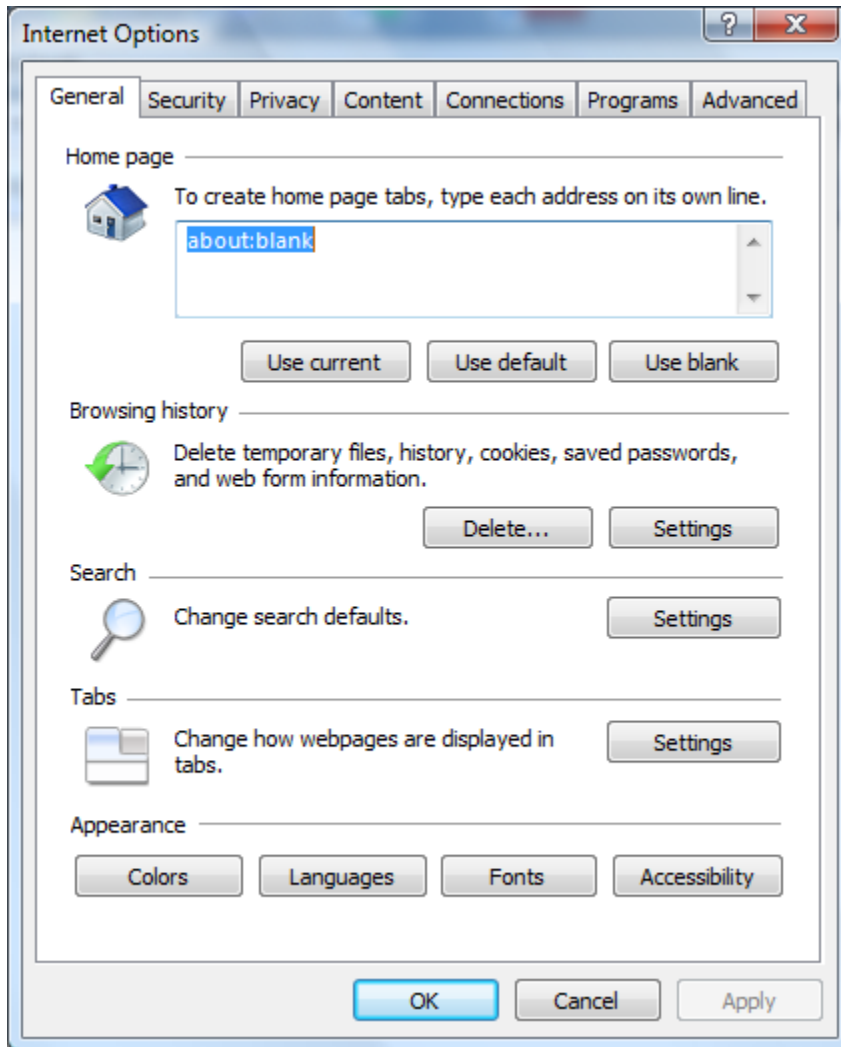 Internet Options
General Security Privacy Content Connections Programs Advanced
Home page
To create home page tabs, type each address on its own line.
about:blank
Use current Use default Use blank
Browsing history
Delete temporary files, history, cookies, saved passwords,
and web form information.
Delete... Settings
Search
Change search defaults. Settings
Tabs
Change how webpages are displayed in Settings
tabs.
Appearance
Colors Languages Fonts Accessibility
OK Cancel Apply